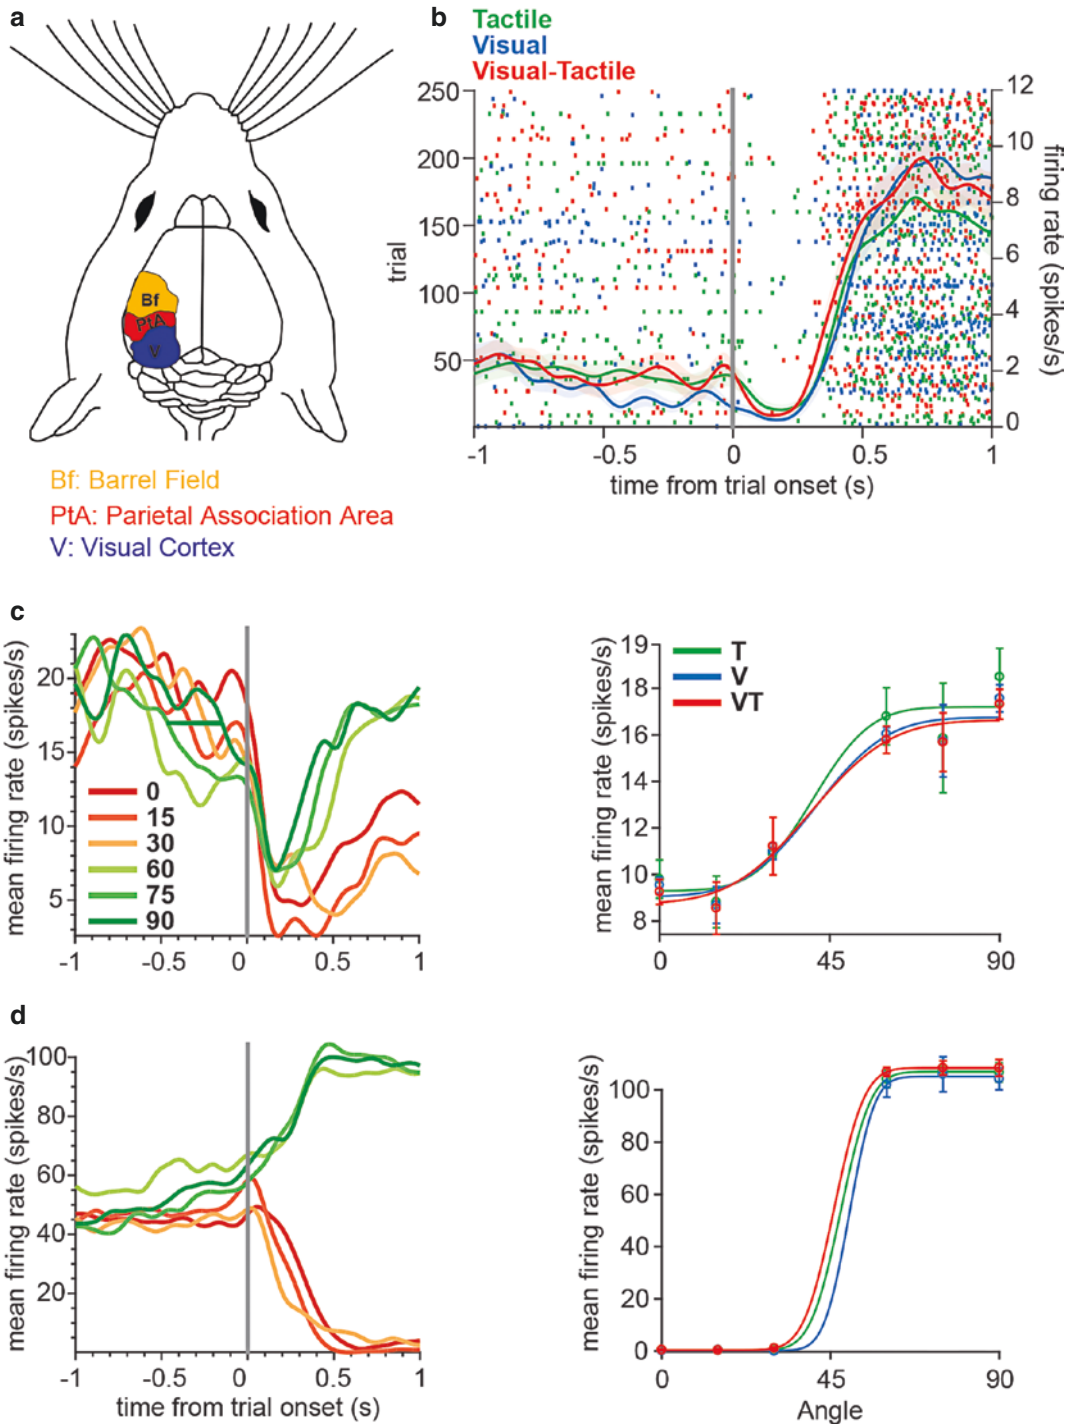 a
Bf
PtA
V
Bf: Barrel Field
PtA: Parietal Association Area
V: Visual Cortex
b
Tactile
Visual
Visual-Tactile
250
200
150
100
50
trial
12
10
8
6
4
2
0
firing rate (spikes/s)
-1
-0.5
0
0.5
1
time from trial onset (s)
c
mean firing rate (spikes/s)
20
15
10
5
0
15
30
60
75
90
-1
-0.5
0
0.5
1
mean firing rate (spikes/s)
19
18
16
14
12
10
8
T
V
VT
0
45
90
d
mean firing rate (spikes/s)
100
80
60
40
20
-1
-0.5
0
0.5
1
time from trial onset (s)
mean firing rate (spikes/s)
100
80
60
40
20
0
0
45
90
Angle